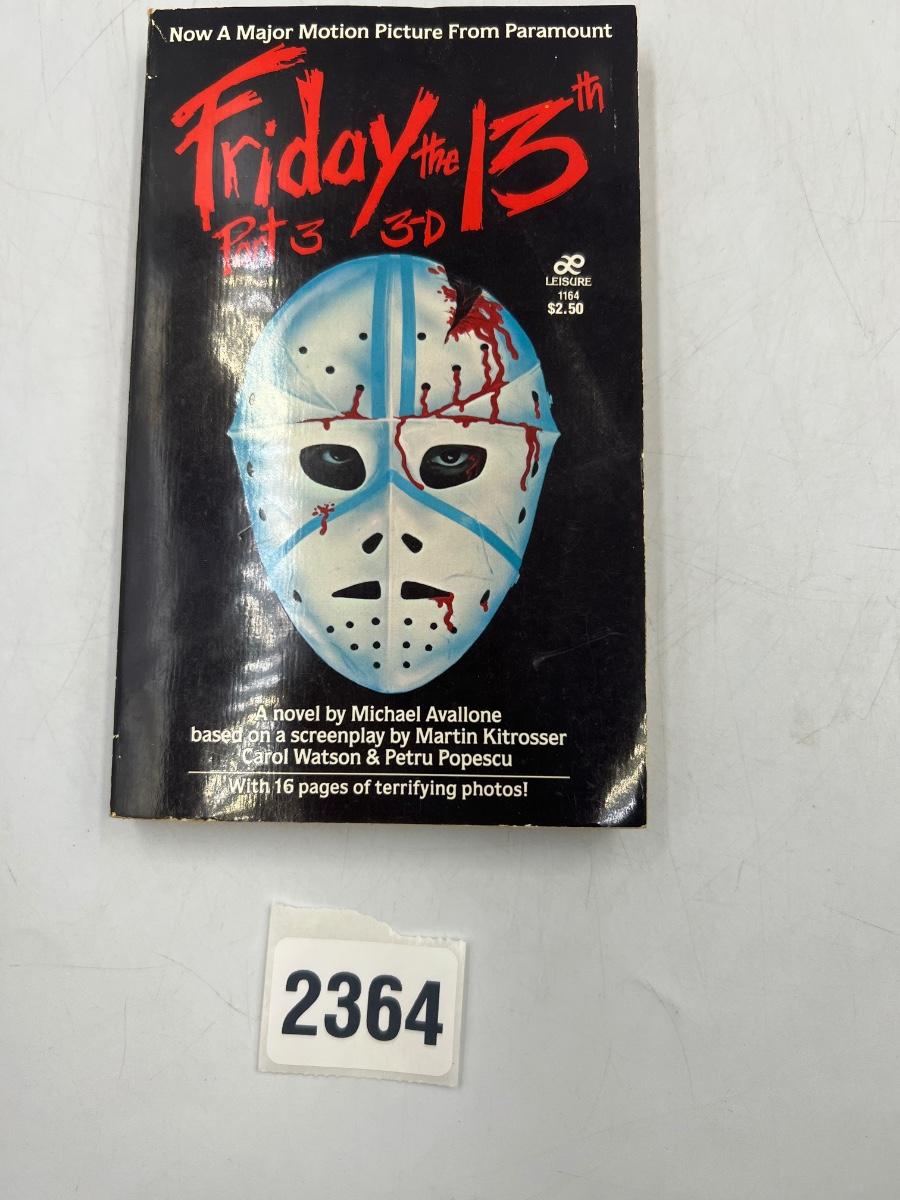 Now A Major Motion Picture From Paramount
Friday the 13th
Part 3 3-D
LEISURE
1164
$2.50
A novel by Michael Avallone
based on a screenplay by Martin Kitrosser
Carol Watson & Petru Popescu
With 16 pages of terrifying photos!
2364